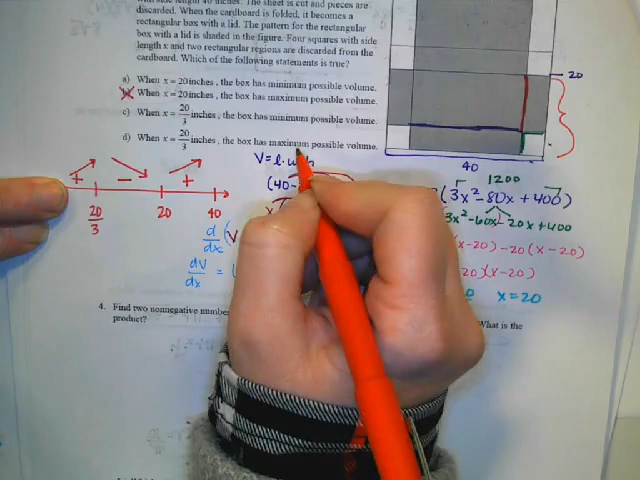 with side length 40 inches. The sheet is cut and pieces are
discarded. When the cardboard is folded, it becomes a
rectangular box with a lid. The pattern for the rectangular
box with a lid is shaded in the figure. Four squares with side
length x and two rectangular regions are discarded from the
cardboard. Which of the following statements is true?
a) When x = 20 inches, the box has minimum possible volume.
b) When x = 20 inches, the box has maximum possible volume.
c) When x = 20/3 inches, the box has minimum possible volume.
d) When x = 20/3 inches, the box has maximum possible volume.
20
40
V = l · w · h
(40-
+ − +
20/3 20 40
1200
(3x² - 80x + 400)
3x² - 60x - 20x + 400
(x-20) - 20(x-20)
20)(x-20)
x = 20
d/dx (V
dV/dx =
4. Find two nonnegative number What is the
product?